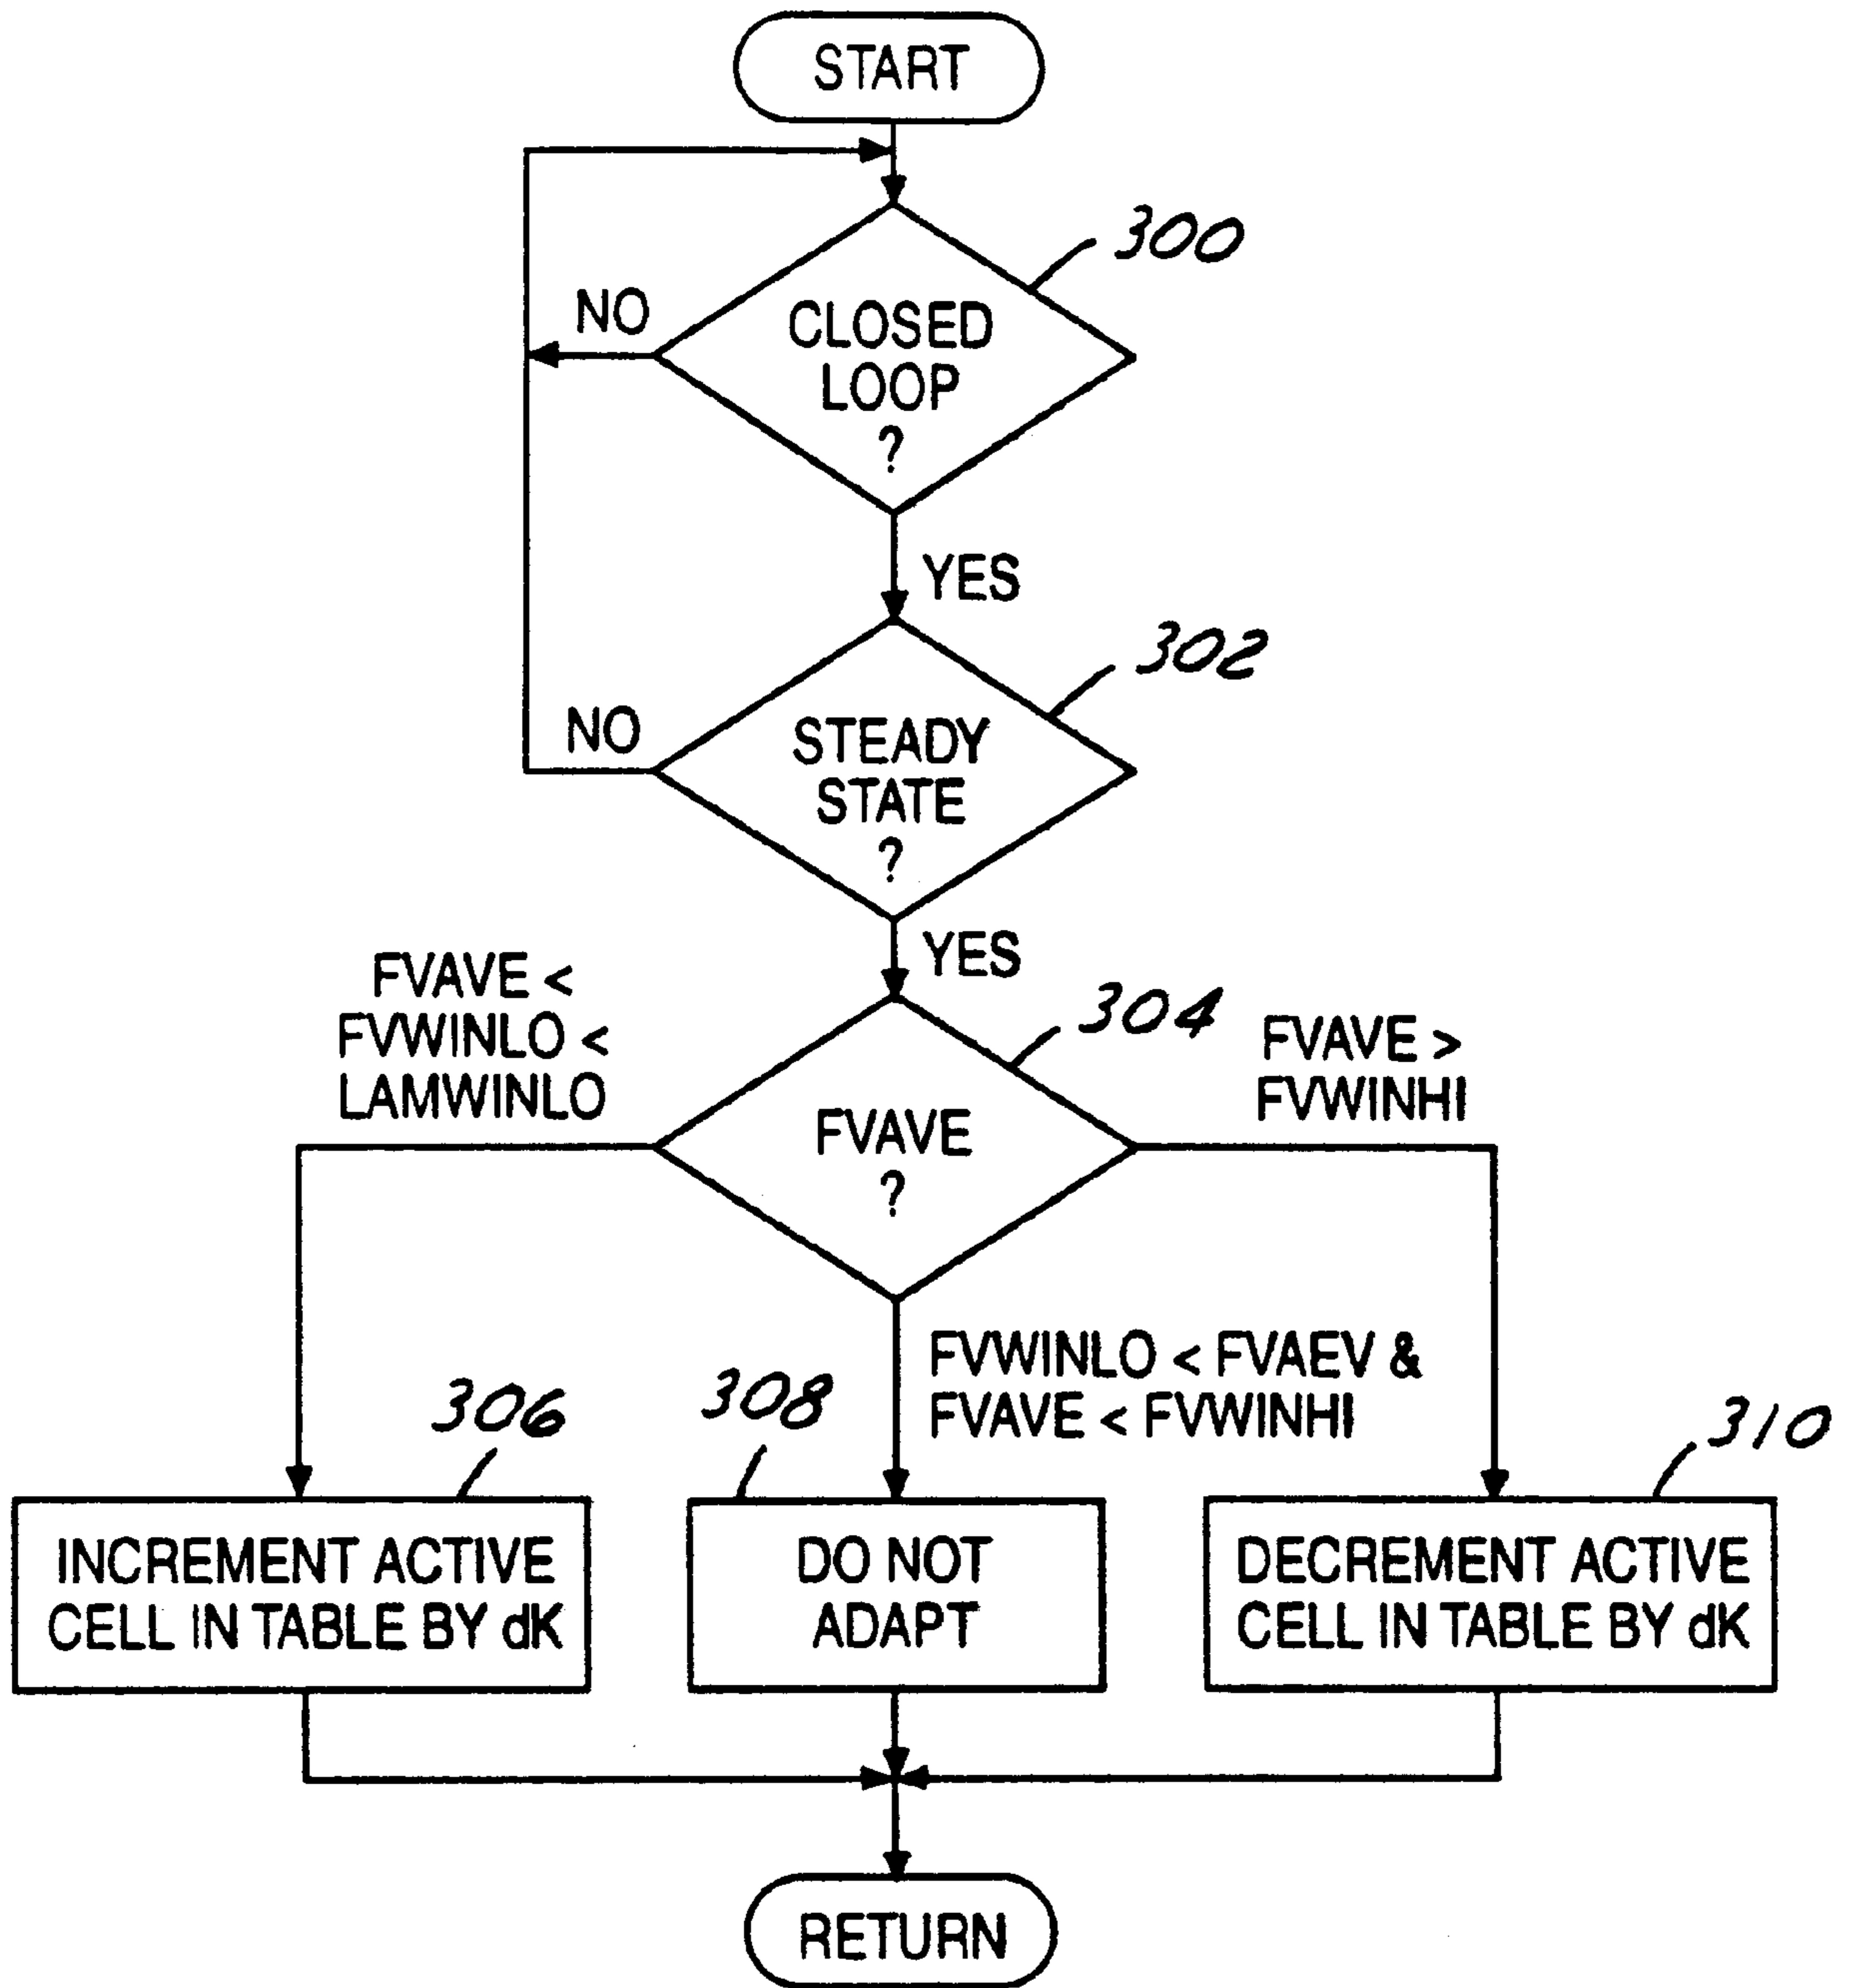 START
300
NO
CLOSED
LOOP
?
YES
302
NO
STEADY
STATE
?
YES
FVAVE <
FVWINLO <
LAMWINLO
304
FVAVE >
FVWINHI
FVAVE
?
FVWINLO < FVAEV &
FVAVE < FVWINHI
306
308
310
INCREMENT ACTIVE
CELL IN TABLE BY dK
DO NOT
ADAPT
DECREMENT ACTIVE
CELL IN TABLE BY dK
RETURN